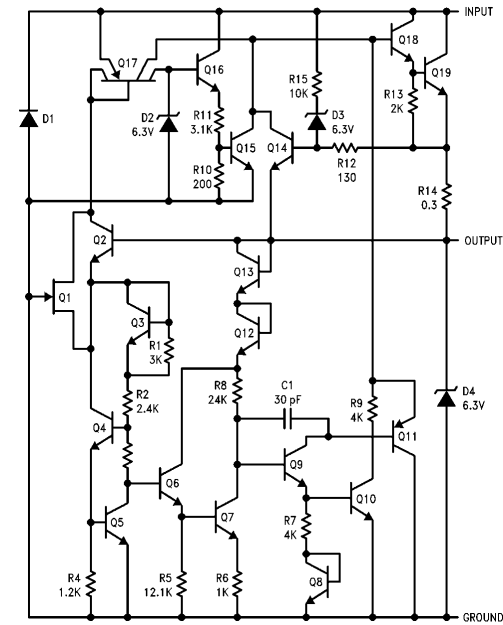 INPUT
Q18
Q17
Q16
Q19
R15
10K
R13
2K
D1
D2
6.3V
R11
3.1K
D3
6.3V
Q15
Q14
R10
200
R12
130
R14
0.3
Q2
OUTPUT
Q13
Q1
Q3
Q12
R1
3K
R2
2.4K
R8
24K
C1
30 pF
R9
4K
D4
6.3V
Q4
Q11
Q9
Q6
Q10
Q5
Q7
R7
4K
R4
1.2K
R5
12.1K
R6
1K
Q8
GROUND